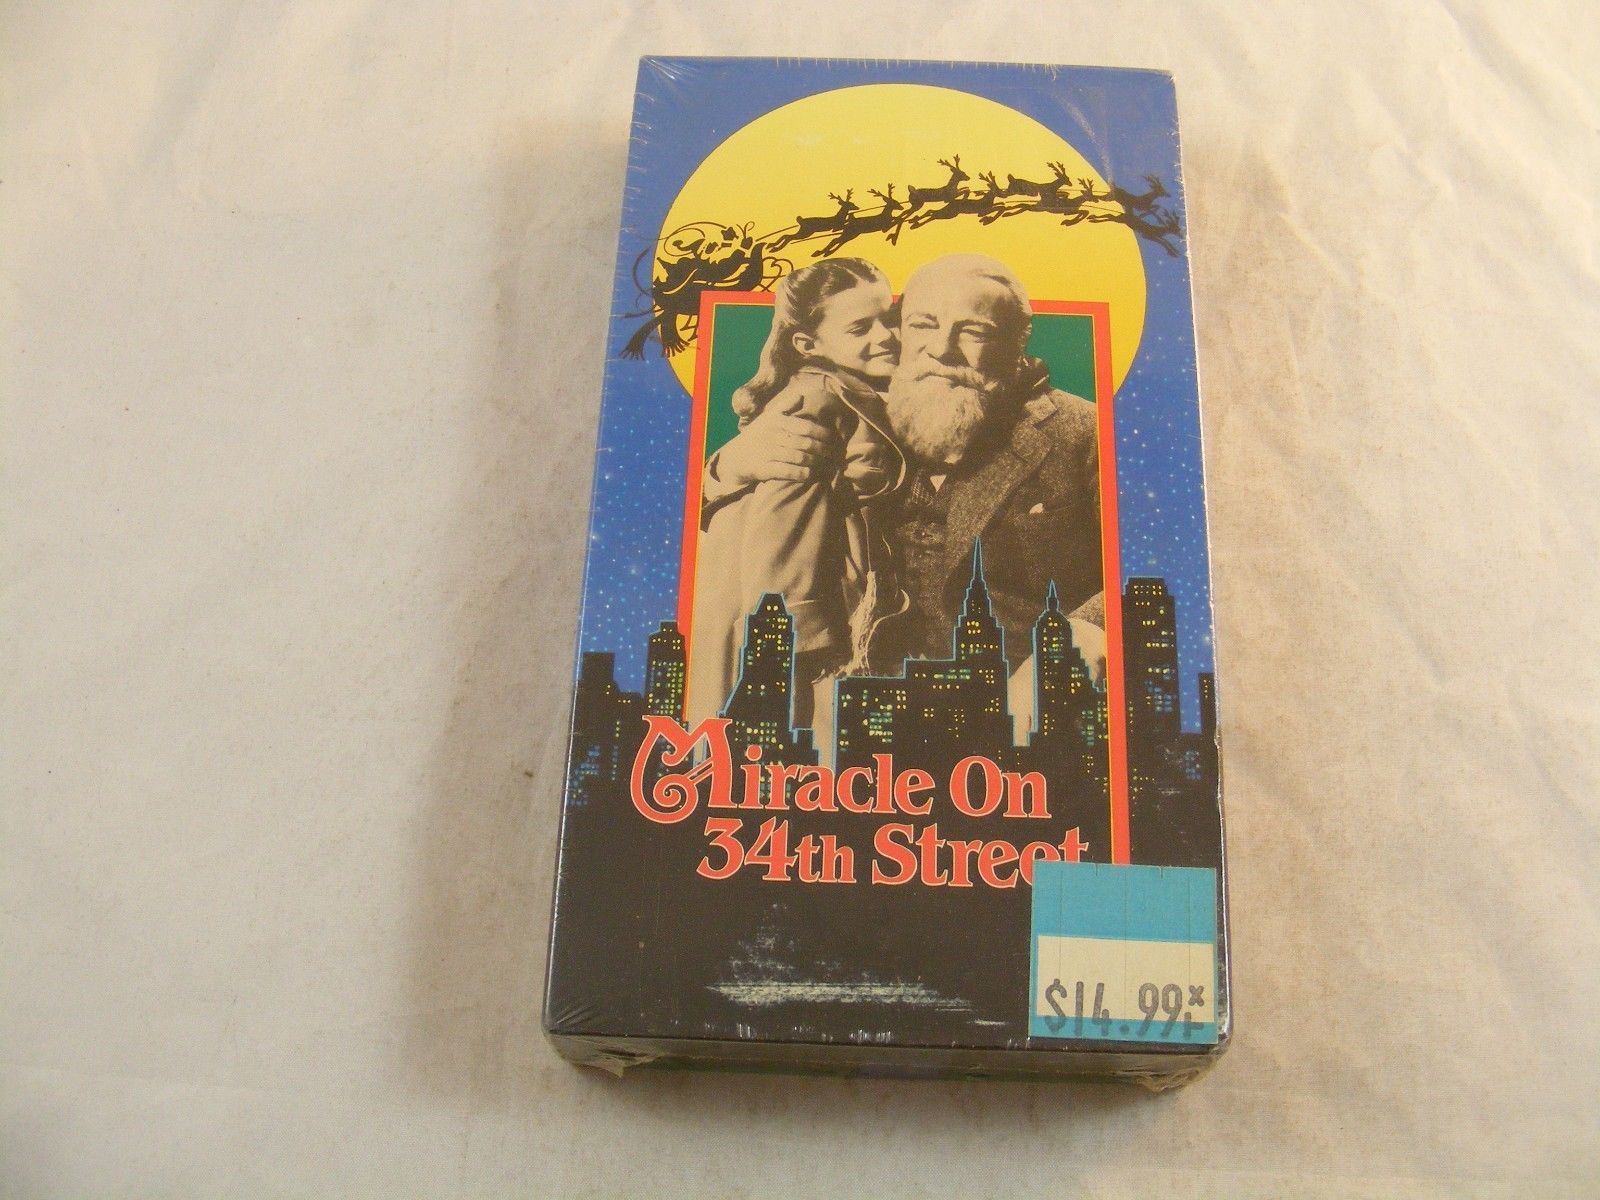 Miracle On
34th Street
$14.99